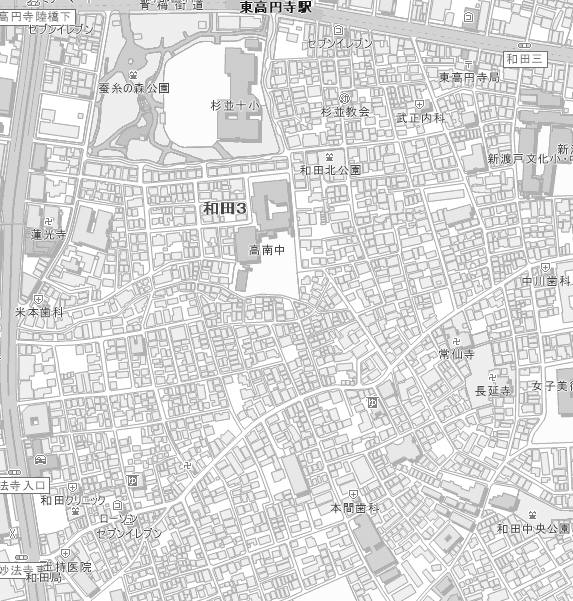 青梅街道
東高円寺駅
高円寺陸橋下
セブンイレブン
セブンイレブン
和田三
東高円寺局
蚕糸の森公園
杉並十小
杉並教会
武正内科
新渡戸文化小・中
和田北公園
和田3
蓮光寺
高南中
中川歯科
米本歯科
常仙寺
長延寺
女子美術
法寺入口
和田クリニック
ローソン
セブンイレブン
本間歯科
和田中央公園
妙法寺東
和田局
土持医院